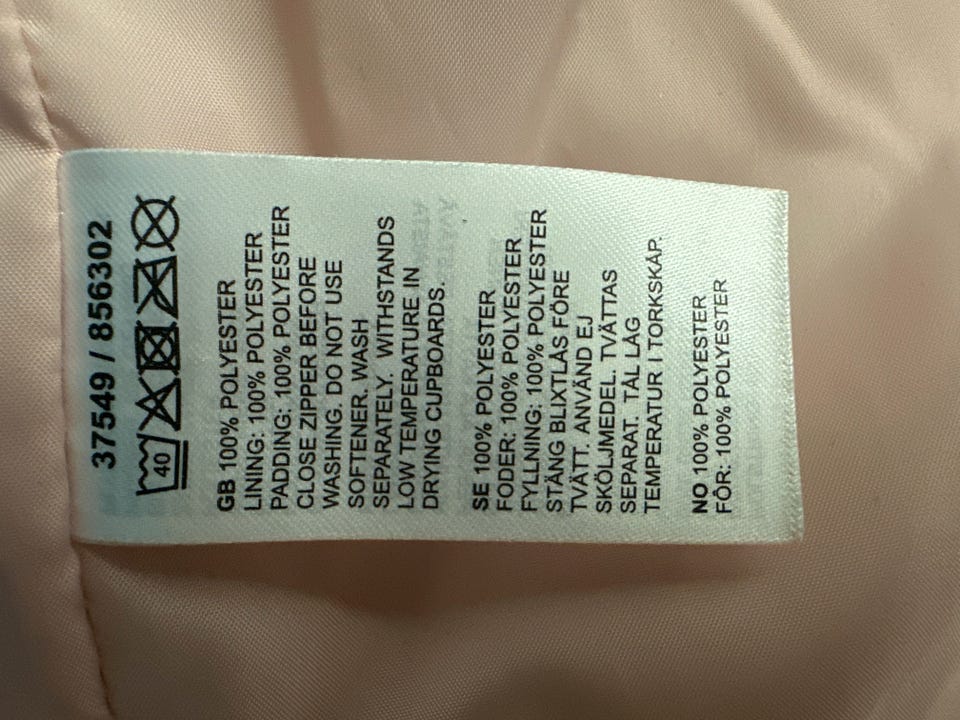 37549 / 856302
40
GB 100% POLYESTER
LINING: 100% POLYESTER
PADDING: 100% POLYESTER
CLOSE ZIPPER BEFORE
WASHING. DO NOT USE
SOFTENER. WASH
SEPARATELY. WITHSTANDS
LOW TEMPERATURE IN
DRYING CUPBOARDS.
SE 100% POLYESTER
FODER: 100% POLYESTER
FYLLNING: 100% POLYESTER
STÄNG BLIXTLÅS FÖRE
TVÄTT. ANVÄND EJ
SKÖLJMEDEL. TVÄTTAS
SEPARAT. TÅL LÅG
TEMPERATUR I TORKSKÅP.
NO 100% POLYESTER
FÔR: 100% POLYESTER